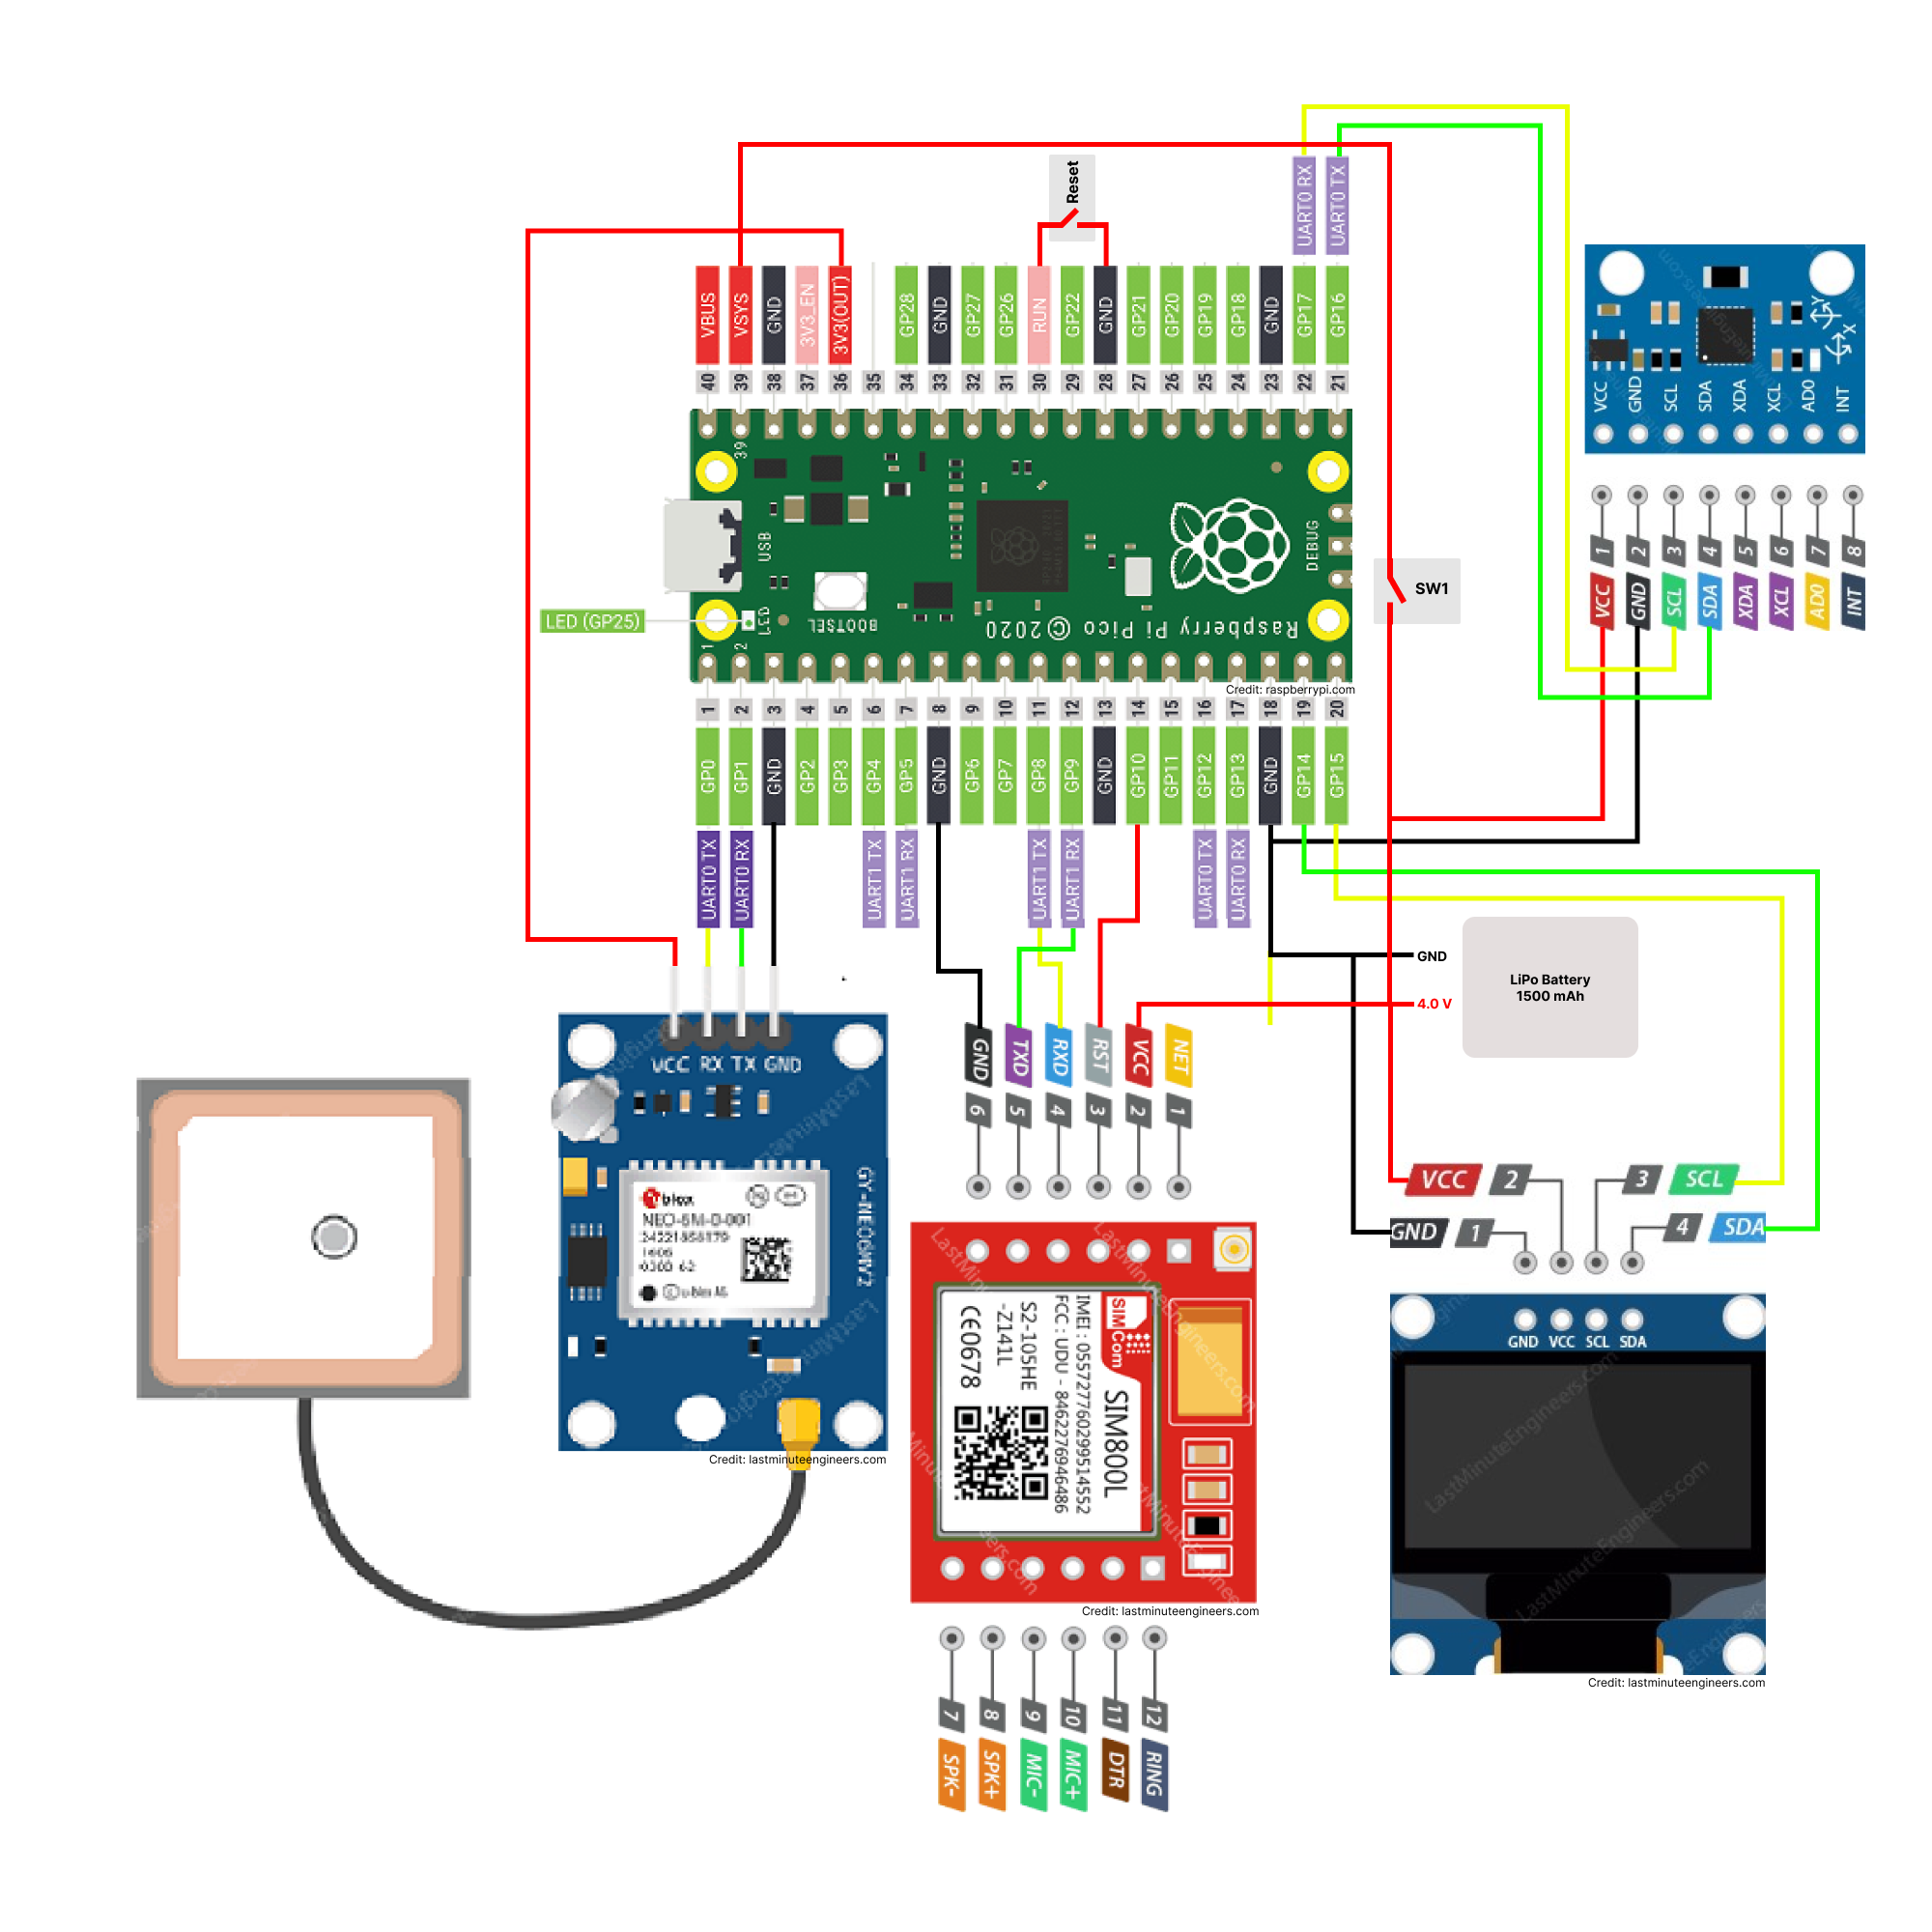 Reset
UART0 RX
UART0 TX
VBUS
VSYS
GND
3V3_EN
3V3(OUT)
GP28
GND
GP27
GP26
RUN
GP22
GND
GP21
GP20
GP19
GP18
GND
GP17
GP16
40
39
38
37
36
35
34
33
32
31
30
29
28
27
26
25
24
23
22
21
39
USB
LED
1
2
BOOTSEL
DEBUG
Raspberry Pi Pico © 2020
LED (GP25)
Credit: raspberrypi.com
SW1
1
2
3
4
5
6
7
8
9
10
11
12
13
14
15
16
17
18
19
20
GP0
GP1
GND
GP2
GP3
GP4
GP5
GND
GP6
GP7
GP8
GP9
GND
GP10
GP11
GP12
GP13
GND
GP14
GP15
UART0 TX
UART0 RX
UART1 TX
UART1 RX
UART1 TX
UART1 RX
UART0 TX
UART0 RX
Y
X
VCC
GND
SCL
SDA
XDA
XCL
AD0
INT
1
2
3
4
5
6
7
8
VCC
GND
SCL
SDA
XDA
XCL
AD0
INT
GND
4.0 V
LiPo Battery
1500 mAh
VCC RX TX GND
GY-NEO6MV2
blox
NEO-6M-0-001
Credit: lastminuteengineers.com
GND
TXD
RXD
RST
VCC
NET
6
5
4
3
2
1
SIM Com
SIM800L
IMEI : 055727760299514552
FCC : UDU - 8462276946486
S2-105HE
-Z141L
CE0678
Credit: lastminuteengineers.com
7
8
9
10
11
12
SPK-
SPK+
MIC-
MIC+
DTR
RING
VCC 2
3 SCL
GND 1
4 SDA
GND VCC SCL SDA
LastMinuteEngineers.com
LastMinuteEngineers.com
Credit: lastminuteengineers.com